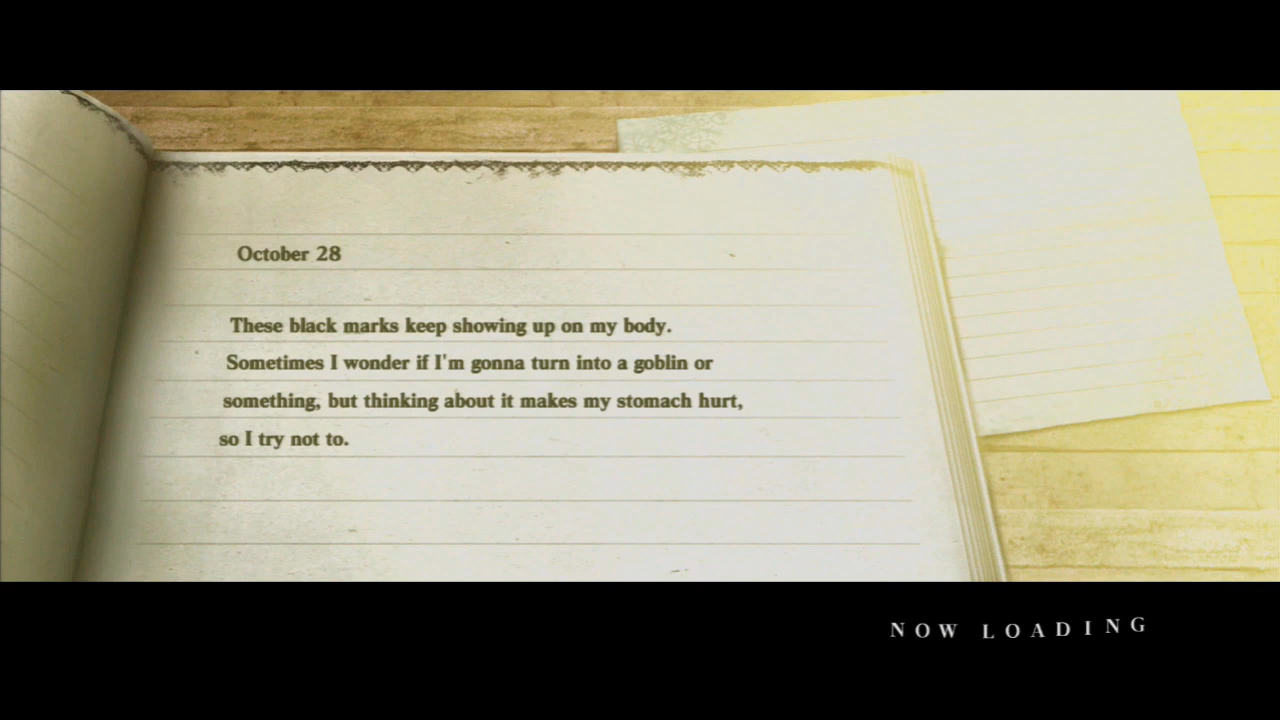 October 28
These black marks keep showing up on my body.
Sometimes I wonder if I'm gonna turn into a goblin or
something, but thinking about it makes my stomach hurt,
so I try not to.
NOW LOADING